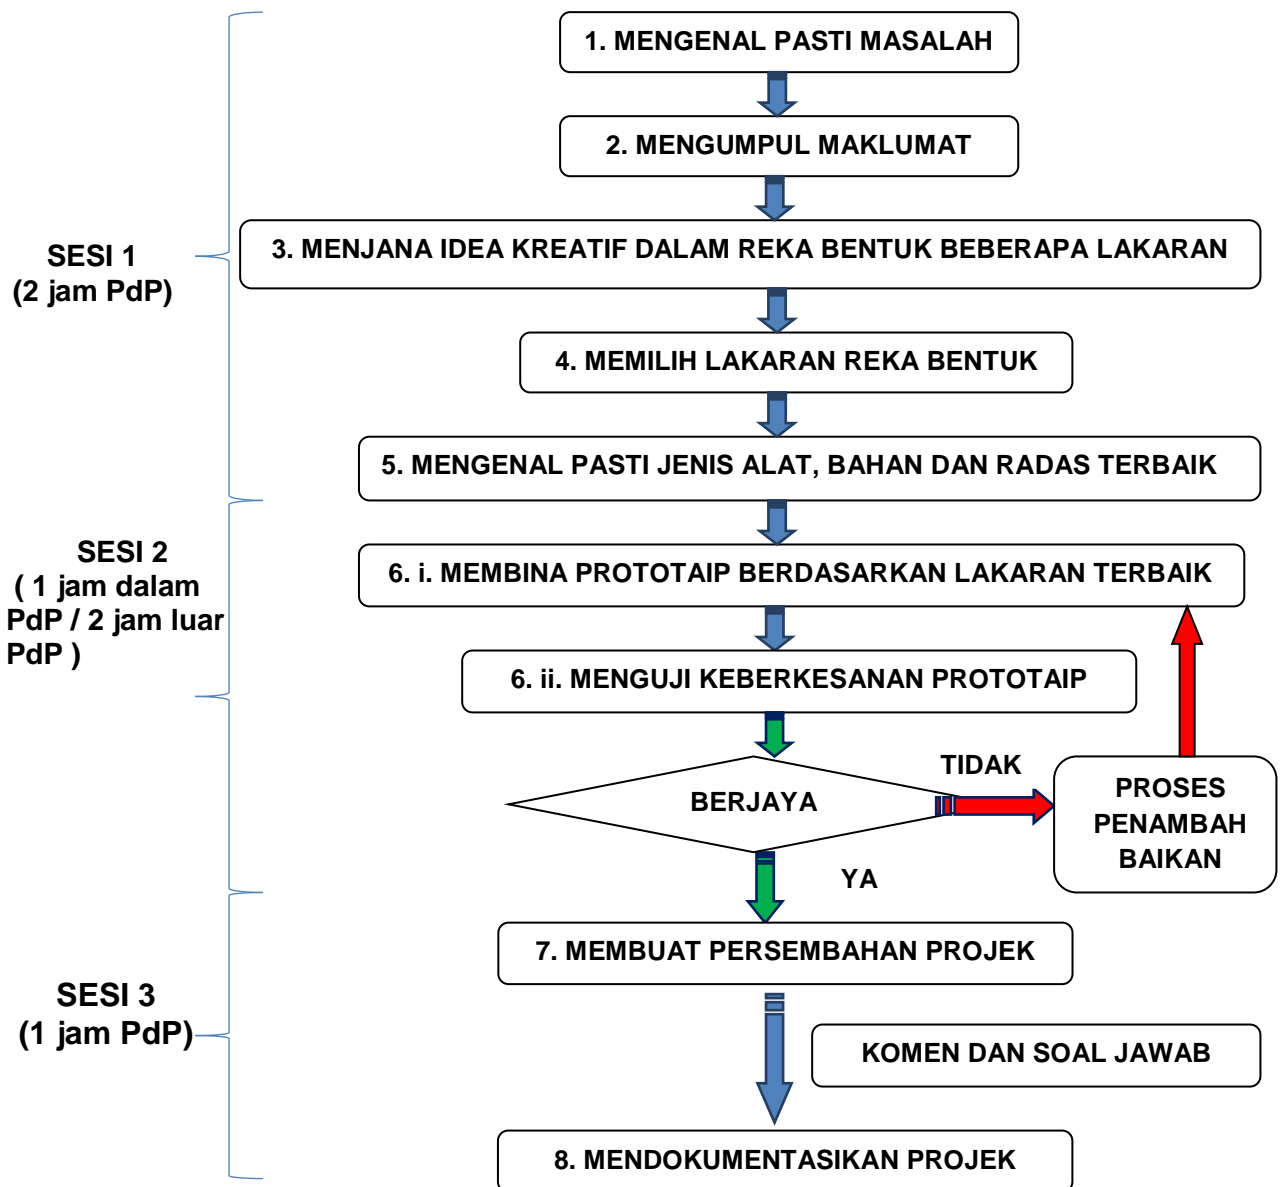 1. MENGENAL PASTI MASALAH
2. MENGUMPUL MAKLUMAT
3. MENJANA IDEA KREATIF DALAM REKA BENTUK BEBERAPA LAKARAN
SESI 1
(2 jam PdP)
4. MEMILIH LAKARAN REKA BENTUK
5. MENGENAL PASTI JENIS ALAT, BAHAN DAN RADAS TERBAIK
SESI 2
( 1 jam dalam
PdP / 2 jam luar
PdP )
6. i. MEMBINA PROTOTAIP BERDASARKAN LAKARAN TERBAIK
6. ii. MENGUJI KEBERKESANAN PROTOTAIP
BERJAYA
TIDAK
PROSES
PENAMBAH
BAIKAN
YA
7. MEMBUAT PERSEMBAHAN PROJEK
SESI 3
(1 jam PdP)
KOMEN DAN SOAL JAWAB
8. MENDOKUMENTASIKAN PROJEK